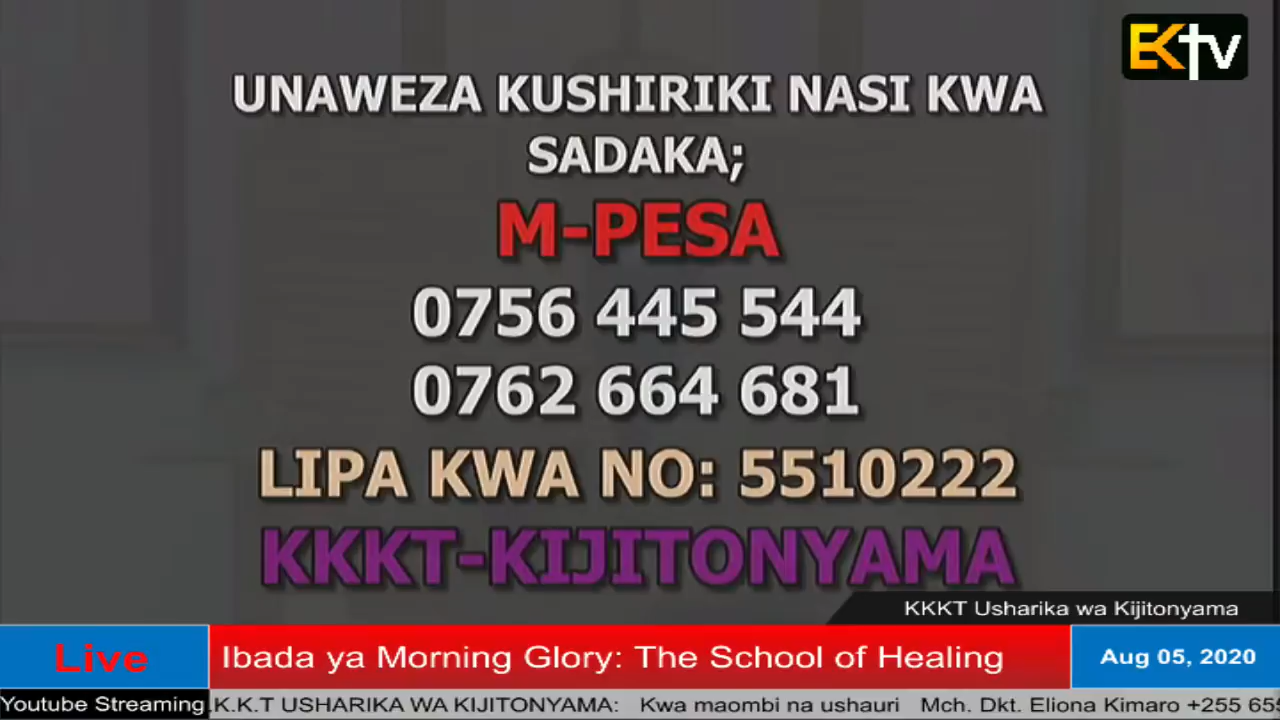 EKTV
UNAWEZA KUSHIRIKI NASI KWA
SADAKA;
M-PESA
0756 445 544
0762 664 681
LIPA KWA NO: 5510222
KKKT-KIJITONYAMA
KKKT Usharika wa Kijitonyama
Live
Ibada ya Morning Glory: The School of Healing
Aug 05, 2020
Youtube Streaming
.K.K.T USHARIKA WA KIJITONYAMA: Kwa maombi na ushauri Mch. Dkt. Eliona Kimaro +255 655